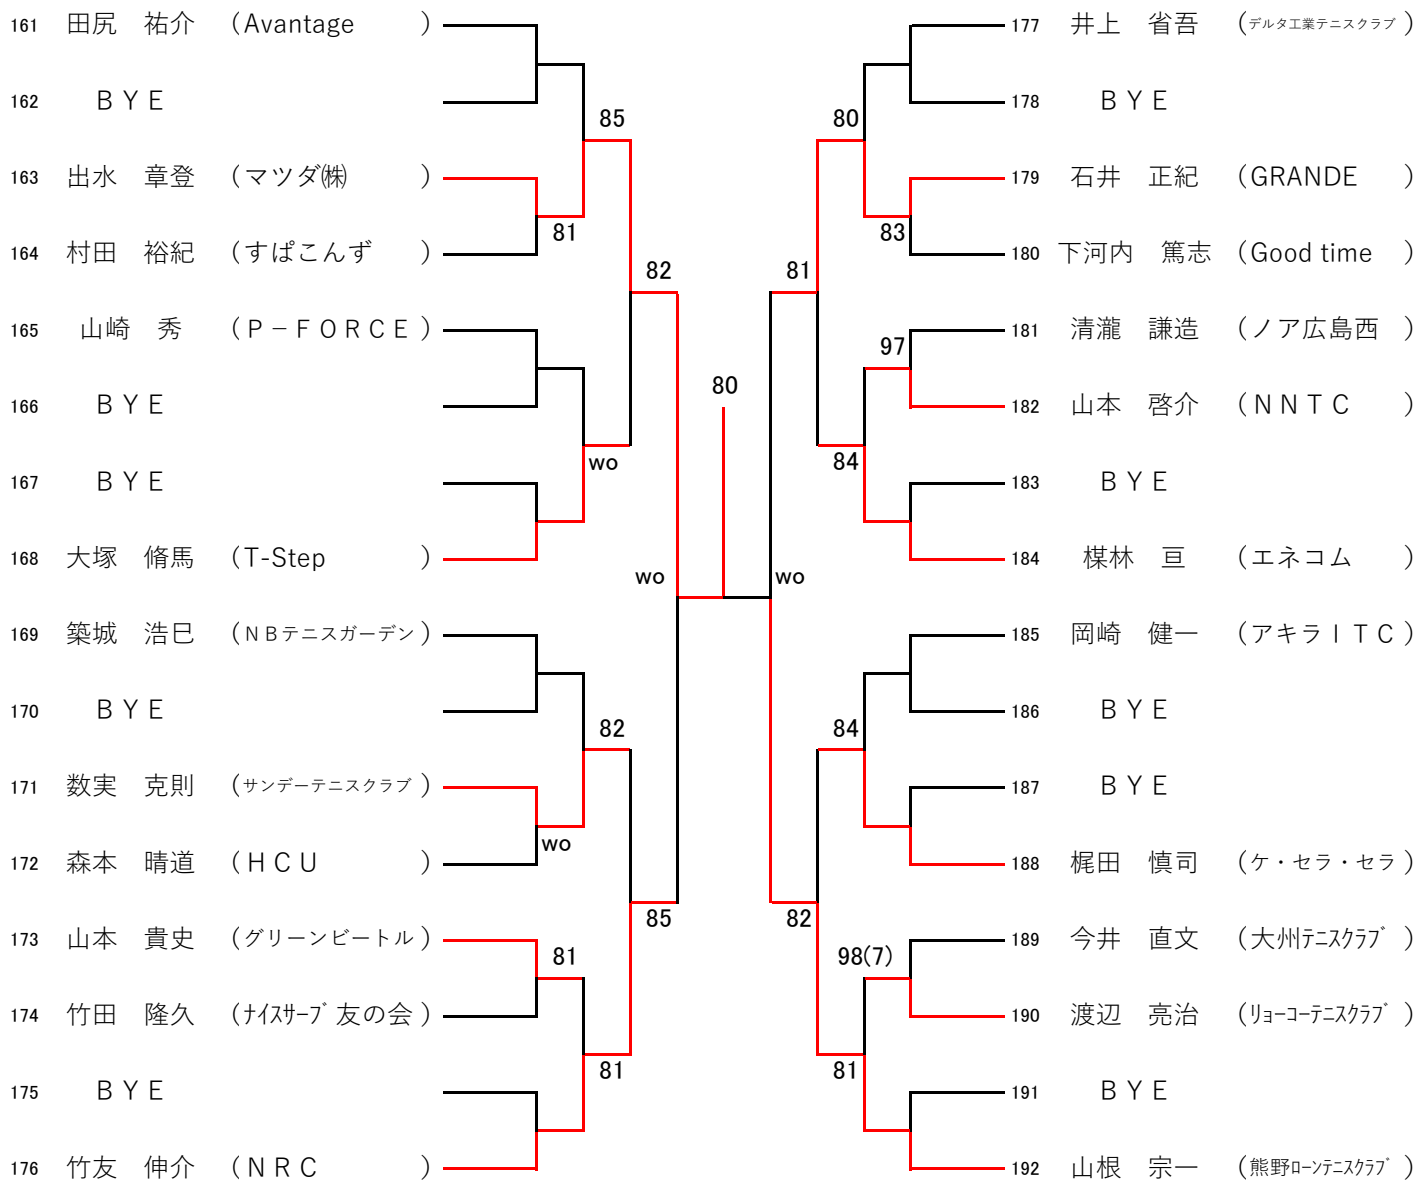 161 田尻　祐介 （Avantage ）
162 ＢＹＥ
85
163 出水　章登 （マツダ㈱ ）
81
164 村田　裕紀 （すぱこんず ）
82
165 山崎　秀 （Ｐ－ＦＯＲＣＥ）
166 ＢＹＥ
wo
167 ＢＹＥ
168 大塚　脩馬 （T-Step ）
wo
169 築城　浩巳 （ＮＢテニスガーデン）
170 ＢＹＥ
82
171 数実　克則 （サンデーテニスクラブ）
wo
172 森本　晴道 （ＨＣＵ ）
85
173 山本　貴史 （グリーンビートル）
81
174 竹田　隆久 （ﾅｲｽｻｰﾌﾞ友の会）
81
175 ＢＹＥ
176 竹友　伸介 （ＮＲＣ ）
80
177 井上　省吾 （デルタ工業テニスクラブ）
178 ＢＹＥ
80
179 石井　正紀 （GRANDE ）
83
180 下河内　篤志 （Good time ）
81
181 清瀧　謙造 （ノア広島西 ）
97
182 山本　啓介 （ＮＮＴＣ ）
84
183 ＢＹＥ
184 楳林　亘 （エネコム ）
wo
185 岡崎　健一 （アキラＩＴＣ）
186 ＢＹＥ
84
187 ＢＹＥ
188 梶田　慎司 （ケ・セラ・セラ）
82
189 今井　直文 （大州ﾃﾆｽｸﾗﾌﾞ ）
98(7)
190 渡辺　亮治 （ﾘｮｰｺｰﾃﾆｽｸﾗﾌﾞ ）
81
191 ＢＹＥ
192 山根　宗一 （熊野ﾛｰﾝﾃﾆｽｸﾗﾌﾞ）